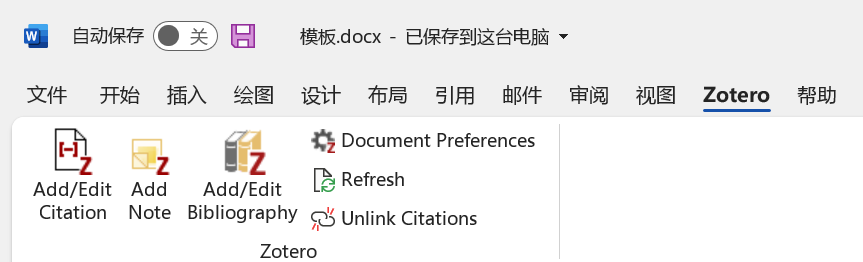 自动保存 关 模板.docx - 已保存到这台电脑
文件 开始 插入 绘图 设计 布局 引用 邮件 审阅 视图 Zotero 帮助
Add/Edit
Citation
Add
Note
Add/Edit
Bibliography
Document Preferences
Refresh
Unlink Citations
Zotero